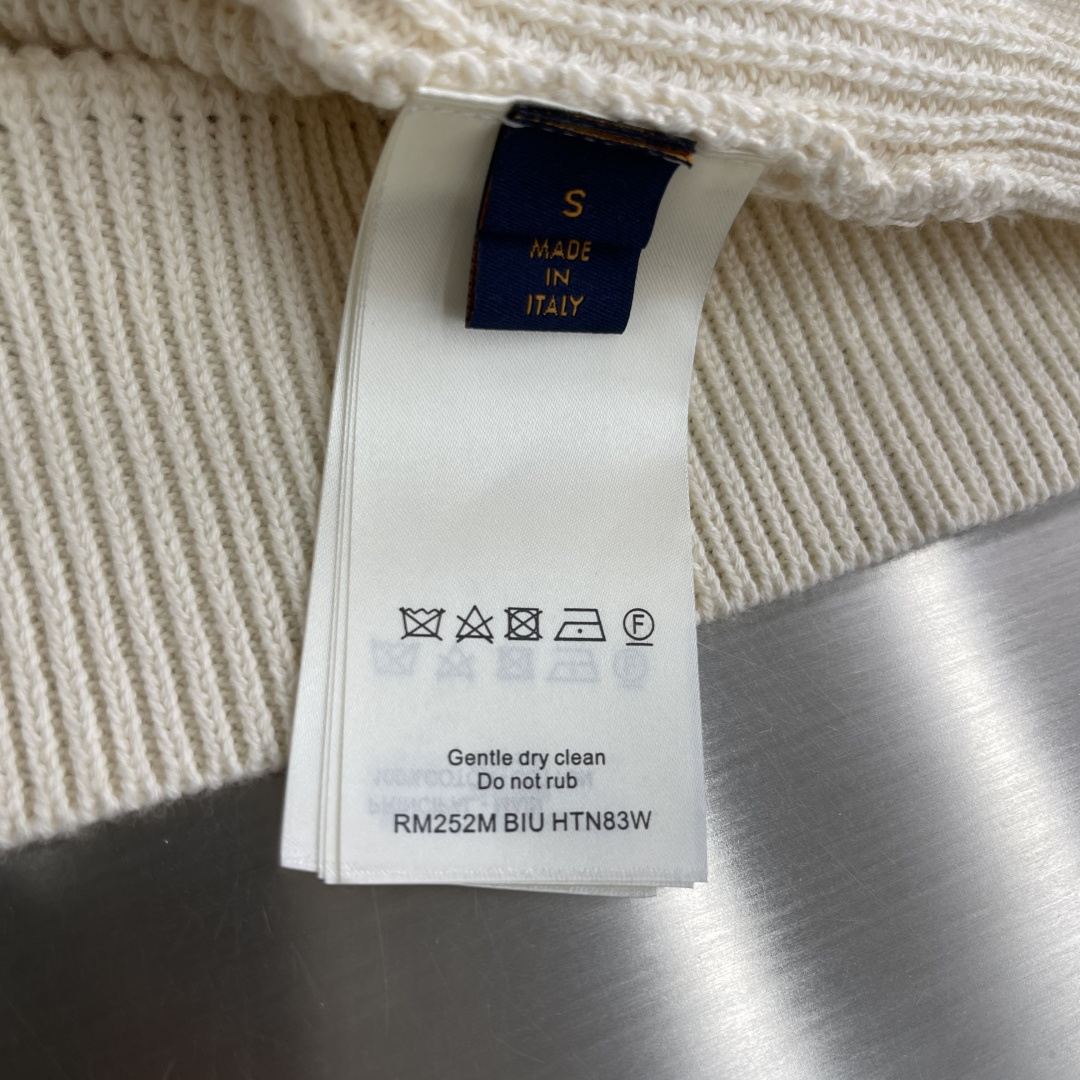 S
MADE
IN
ITALY
F
Gentle dry clean
Do not rub
RM252M BIU HTN83W